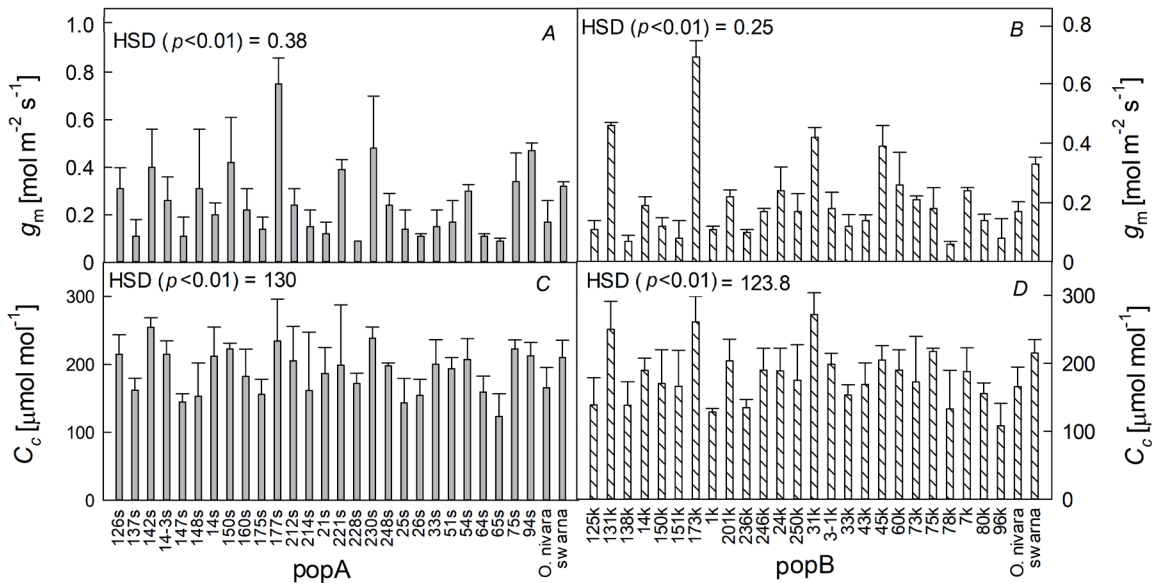 HSD (p<0.01) = 0.38
A
HSD (p<0.01) = 0.25
B
1.0
0.8
0.6
0.4
0.2
0
gm [mol m−2 s−1]
0.8
0.6
0.4
0.2
0
gm [mol m−2 s−1]
HSD (p<0.01) = 130
C
HSD (p<0.01) = 123.8
D
300
200
100
0
Cc [µmol mol−1]
300
200
100
0
Cc [µmol mol−1]
126s
137s
142s
14-3s
147s
148s
14s
150s
160s
175s
177s
212s
214s
21s
221s
228s
230s
248s
25s
26s
33s
51s
54s
64s
65s
75s
94s
O. nivara
swarna
125k
131k
138k
14k
150k
151k
173k
1k
201k
236k
246k
24k
250k
31k
3-1k
33k
43k
45k
60k
73k
75k
78k
7k
80k
96k
O. nivara
swarna
popA
popB